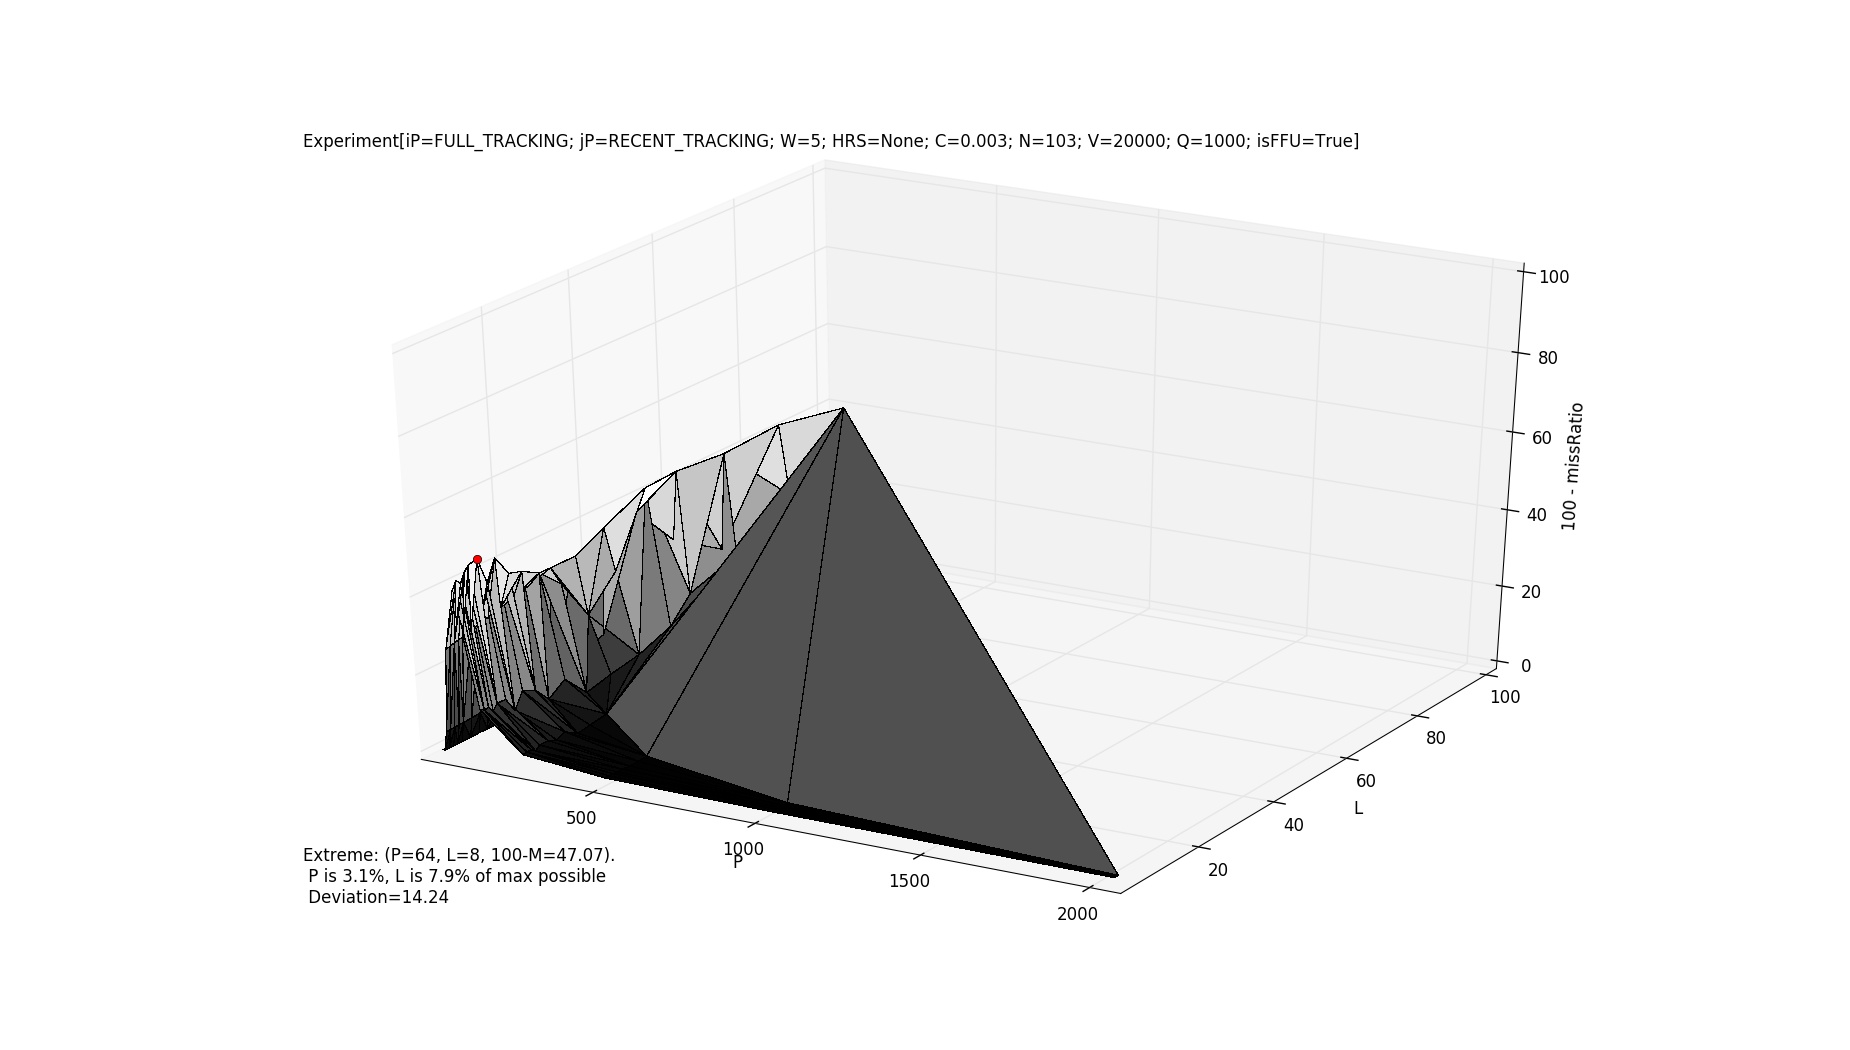 Experiment[iP=FULL_TRACKING; jP=RECENT_TRACKING; W=5; HRS=None; C=0.003; N=103; V=20000; Q=1000; isFFU=True]
100
80
60
40
20
0
100 - missRatio
100
80
60
40
20
L
500
1000
1500
2000
P
Extreme: (P=64, L=8, 100-M=47.07).
P is 3.1%, L is 7.9% of max possible
Deviation=14.24